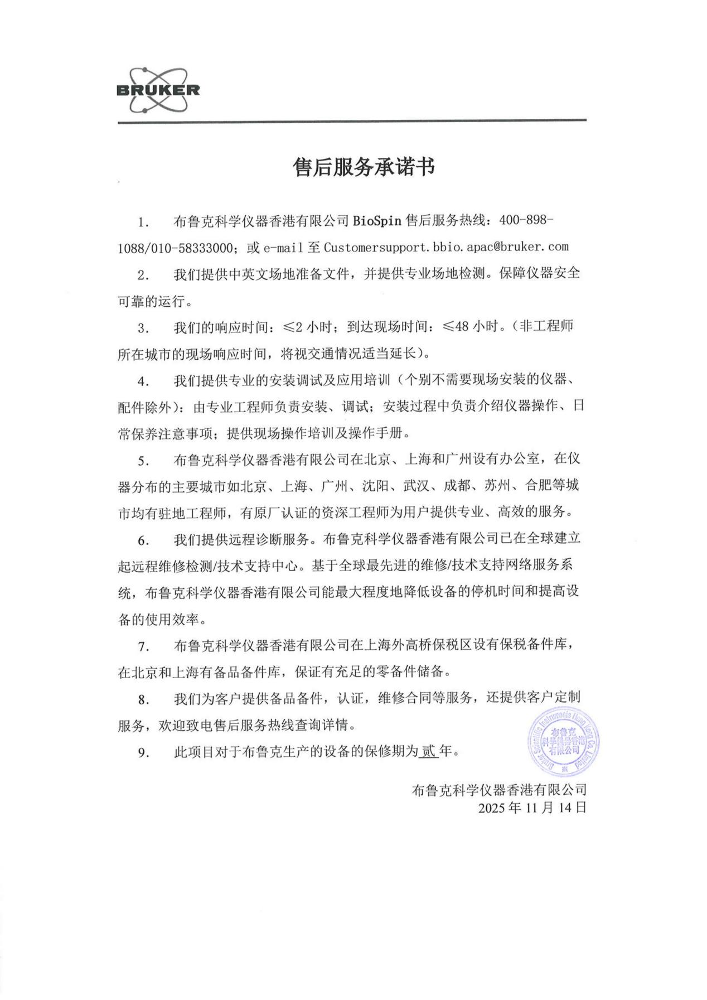 BRUKER
售后服务承诺书
1. 布鲁克科学仪器香港有限公司 BioSpin 售后服务热线：400-898-
1088/010-58333000；或 e-mail 至 Customersupport.bbio.apac@bruker.com
2. 我们提供中英文场地准备文件，并提供专业场地检测。保障仪器安全
可靠的运行。
3. 我们的响应时间：≤2 小时；到达现场时间：≤48 小时。（非工程师
所在城市的现场响应时间，将视交通情况适当延长）。
4. 我们提供专业的安装调试及应用培训（个别不需要现场安装的仪器、
配件除外）：由专业工程师负责安装、调试；安装过程中负责介绍仪器操作、日
常保养注意事项；提供现场操作培训及操作手册。
5. 布鲁克科学仪器香港有限公司在北京、上海和广州设有办公室，在仪
器分布的主要城市如北京、上海、广州、沈阳、武汉、成都、苏州、合肥等城
市均有驻地工程师，有原厂认证的资深工程师为用户提供专业、高效的服务。
6. 我们提供远程诊断服务。布鲁克科学仪器香港有限公司已在全球建立
起远程维修检测/技术支持中心。基于全球最先进的维修/技术支持网络服务系
统，布鲁克科学仪器香港有限公司能最大程度地降低设备的停机时间和提高设
备的使用效率。
7. 布鲁克科学仪器香港有限公司在上海外高桥保税区设有保税备件库，
在北京和上海有备品备件库，保证有充足的零备件储备。
8. 我们为客户提供备品备件，认证，维修合同等服务，还提供客户定制
服务，欢迎致电售后服务热线查询详情。
9. 此项目对于布鲁克生产的设备的保修期为 贰 年。
Bruker Scientific Instruments Hong Kong Co. Limited
布鲁克
科学仪器香港
有限公司
※
布鲁克科学仪器香港有限公司
2025 年 11 月 14 日